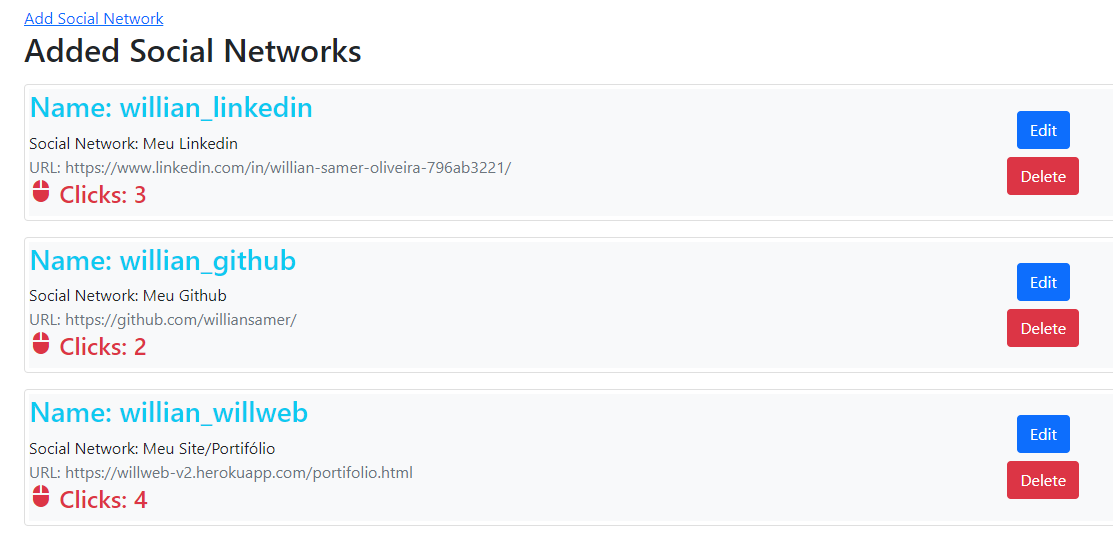 Add Social Network
Added Social Networks
Name: willian_linkedin
Social Network: Meu Linkedin
URL: https://www.linkedin.com/in/willian-samer-oliveira-796ab3221/
Clicks: 3
Edit
Delete
Name: willian_github
Social Network: Meu Github
URL: https://github.com/williansamer/
Clicks: 2
Edit
Delete
Name: willian_willweb
Social Network: Meu Site/Portifólio
URL: https://willweb-v2.herokuapp.com/portifolio.html
Clicks: 4
Edit
Delete